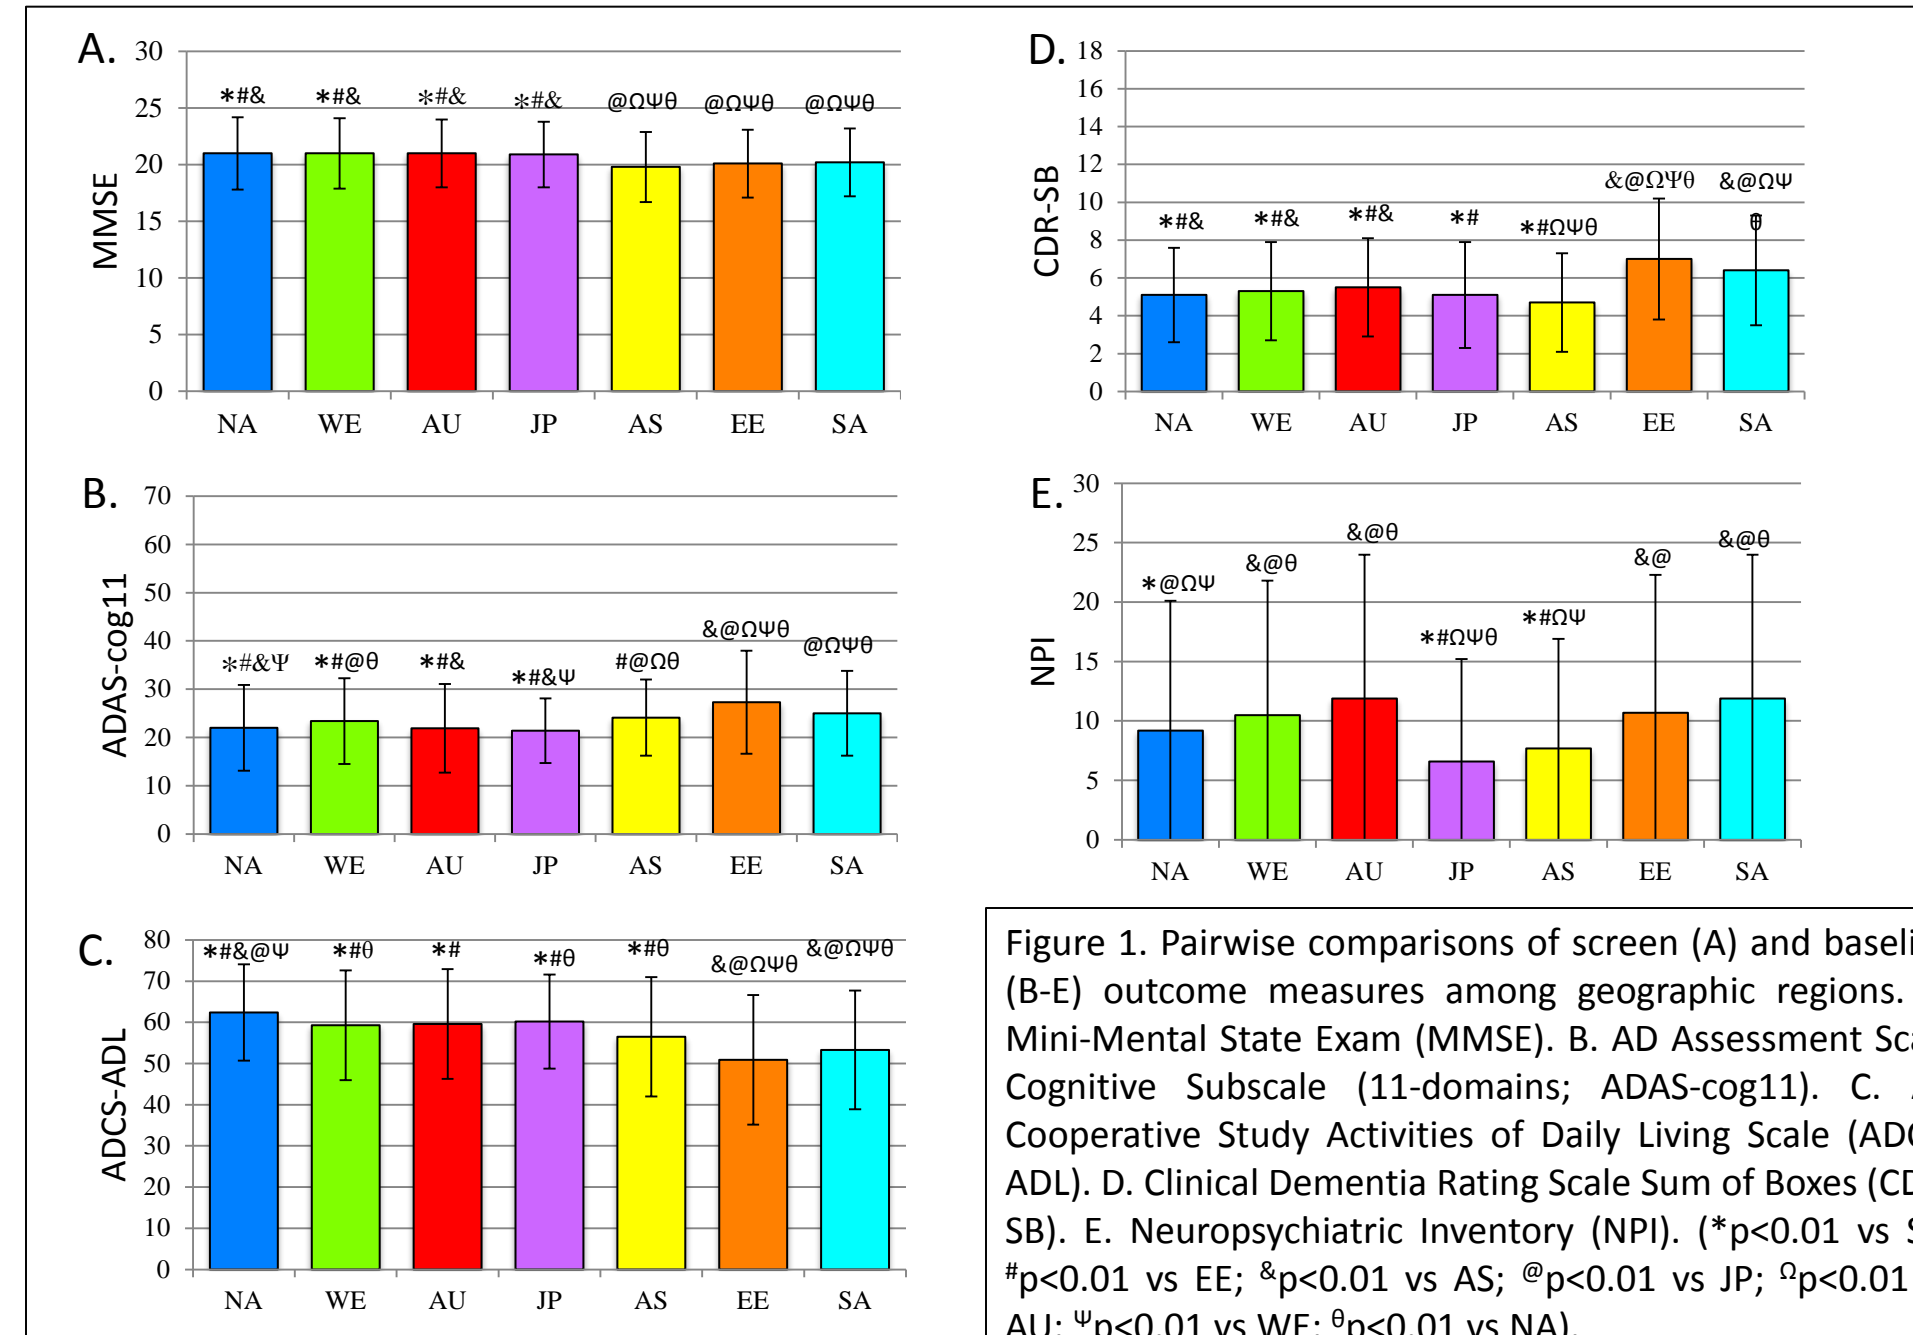 A.
MMSE
30
25
20
15
10
5
0
*#& *#& *#& *#& @ΩΨθ @ΩΨθ @ΩΨθ
NA WE AU JP AS EE SA
B.
ADAS-cog11
70
60
50
40
30
20
10
0
*#&Ψ *#@θ *#& *#&Ψ #@Ωθ &@ΩΨθ @ΩΨθ
NA WE AU JP AS EE SA
C.
ADCS-ADL
80
70
60
50
40
30
20
10
0
*#&@Ψ *#θ *# *#θ *#θ &@ΩΨθ &@ΩΨθ
NA WE AU JP AS EE SA
D.
CDR-SB
18
16
14
12
10
8
6
4
2
0
*#& *#& *#& *# *#ΩΨθ &@ΩΨθ &@ΩΨ
θ
NA WE AU JP AS EE SA
E.
NPI
30
25
20
15
10
5
0
*@ΩΨ &@θ &@θ *#ΩΨθ *#ΩΨ &@ &@θ
NA WE AU JP AS EE SA
Figure 1. Pairwise comparisons of screen (A) and
(B-E) outcome measures among geographic regions.
Mini-Mental State Exam (MMSE). B. AD Assessment
Cognitive Subscale (11-domains; ADAS-cog11). C.
Cooperative Study Activities of Daily Living Scale
ADL). D. Clinical Dementia Rating Scale Sum of Boxes
SB). E. Neuropsychiatric Inventory (NPI). (*p<0.01 vs
#p<0.01 vs EE; &p<0.01 vs AS; @p<0.01 vs JP; Ωp<0.01
AU; Ψp<0.01 vs WE; θp<0.01 vs NA).